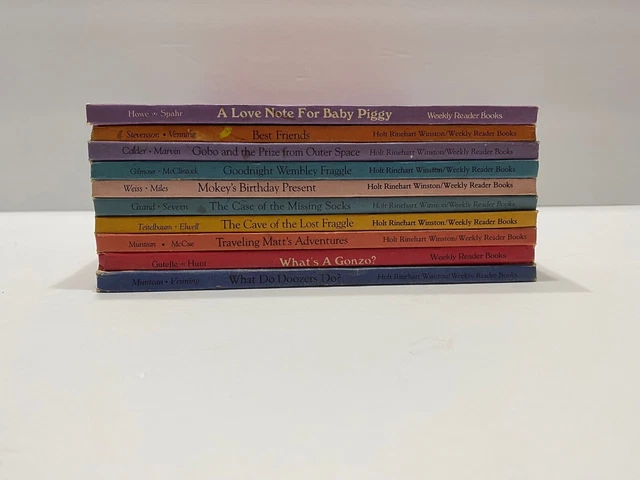 Howe • Spahr A Love Note For Baby Piggy Weekly Reader Books
Stevenson • Venning Best Friends Holt Rinehart Winston/Weekly Reader Books
Calder • Marvin Gobo and the Prize from Outer Space Holt Rinehart Winston/Weekly Reader Books
Gilmour • McClintock Goodnight Wembley Fraggle Holt Rinehart Winston/Weekly Reader Books
Weiss • Miles Mokey's Birthday Present Holt Rinehart Winston/Weekly Reader Books
Grand • Severn The Case of the Missing Socks Holt Rinehart Winston/Weekly Reader Books
Teitelbaum • Elwell The Cave of the Lost Fraggle Holt Rinehart Winston/Weekly Reader Books
Muntean • McCae Traveling Matt's Adventures Holt Rinehart Winston/Weekly Reader Books
Gutelle • Hunt What's A Gonzo? Weekly Reader Books
Muntean • Venning What Do Doozers Do? Holt Rinehart Winston/Weekly Reader Books